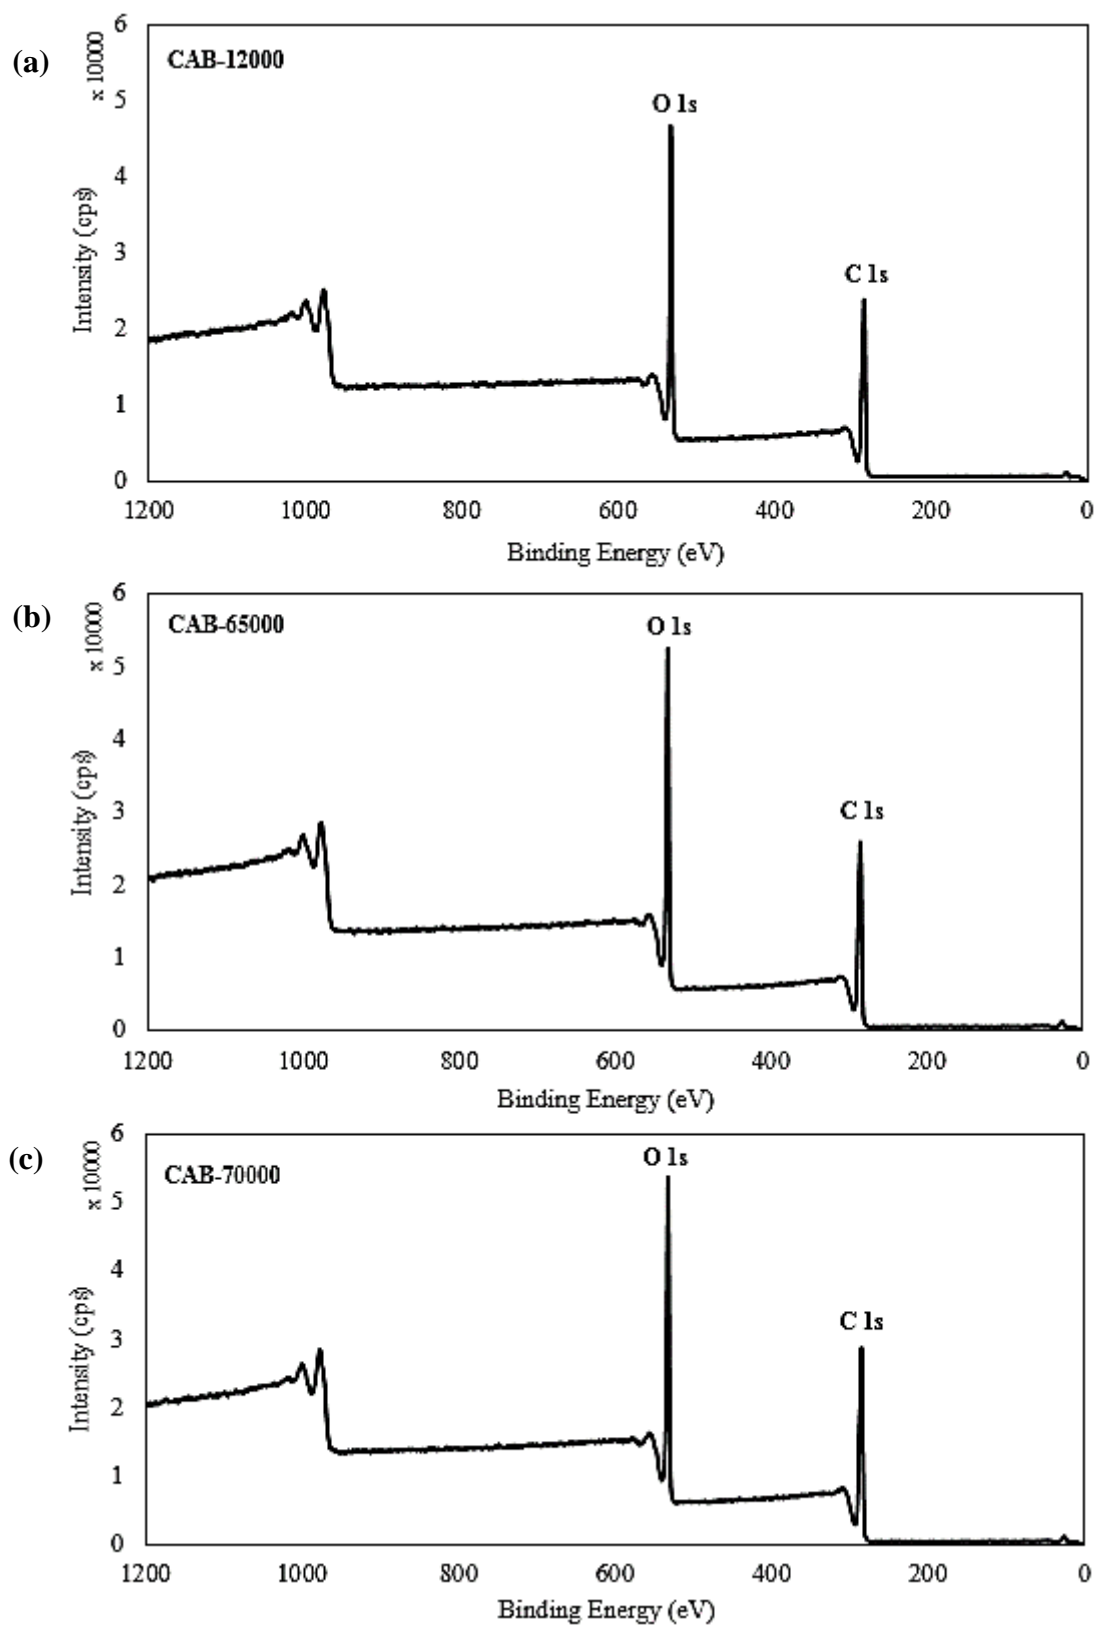 (a)
CAB-12000
x 10000
Intensity (cps)
6
5
4
3
2
1
0
O 1s
C 1s
1200 1000 800 600 400 200 0
Binding Energy (eV)
(b)
CAB-65000
x 10000
Intensity (cps)
6
5
4
3
2
1
0
O 1s
C 1s
1200 1000 800 600 400 200 0
Binding Energy (eV)
(c)
CAB-70000
x 10000
Intensity (cps)
6
5
4
3
2
1
0
O 1s
C 1s
1200 1000 800 600 400 200 0
Binding Energy (eV)